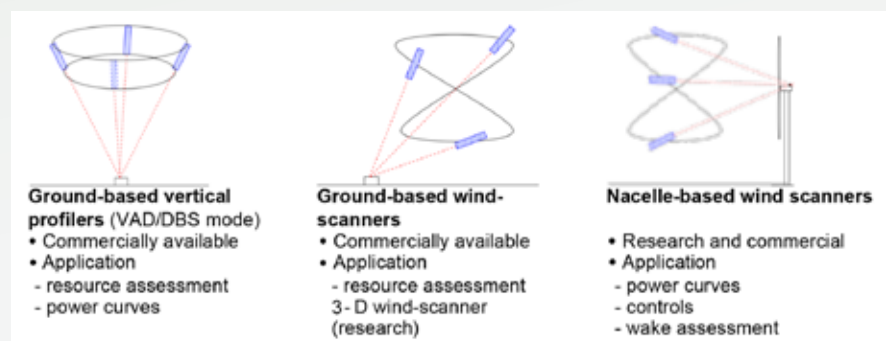 Ground-based vertical
profilers (VAD/DBS mode)
• Commercially available
• Application
- resource assessment
- power curves
Ground-based wind-
scanners
• Commercially available
• Application
- resource assessment
3-D wind-scanner
(research)
Nacelle-based wind scanners
• Research and commercial
• Application
- power curves
- controls
- wake assessment